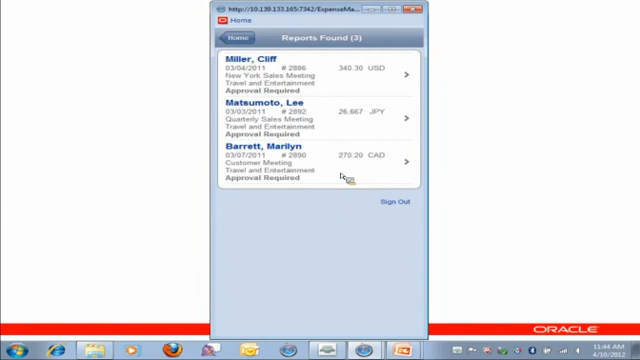 http://10.139.133.165:7342/ExpenseMa...
Home
Home
Reports Found (3)
Miller, Cliff
03/04/2011 # 2886 340.30 USD
New York Sales Meeting
Travel and Entertainment
Approval Required
Matsumoto, Lee
03/03/2011 # 2892 26,667 JPY
Quarterly Sales Meeting
Travel and Entertainment
Approval Required
Barrett, Marilyn
03/07/2011 # 2890 270.20 CAD
Customer Meeting
Travel and Entertainment
Approval Required
Sign Out
ORACLE
11:44 AM
4/10/2012